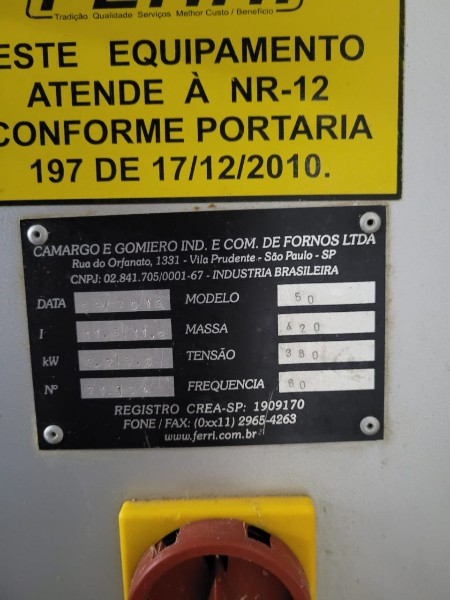 FERRI
Tradição Qualidade Serviços Melhor Custo / Benefício
ESTE EQUIPAMENTO
ATENDE À NR-12
CONFORME PORTARIA
197 DE 17/12/2010.
CAMARGO E GOMIERO IND. E COM. DE FORNOS LTDA
Rua do Orfanato, 1331 - Vila Prudente - São Paulo - SP
CNPJ: 02.841.705/0001-67 - INDUSTRIA BRASILEIRA
DATA MODELO 50
I MASSA 420
kW TENSÃO 380
Nº FREQUENCIA 60
REGISTRO CREA-SP: 1909170
FONE / FAX: (0xx11) 2965-4263
www.ferri.com.br